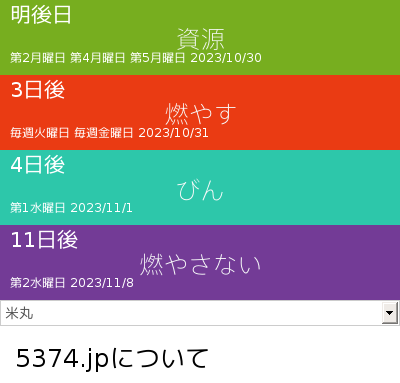 明後日
資源
第2月曜日 第4月曜日 第5月曜日 2023/10/30
3日後
燃やす
毎週火曜日 毎週金曜日 2023/10/31
4日後
びん
第1水曜日 2023/11/1
11日後
燃やさない
第2水曜日 2023/11/8
米丸
5374.jpについて